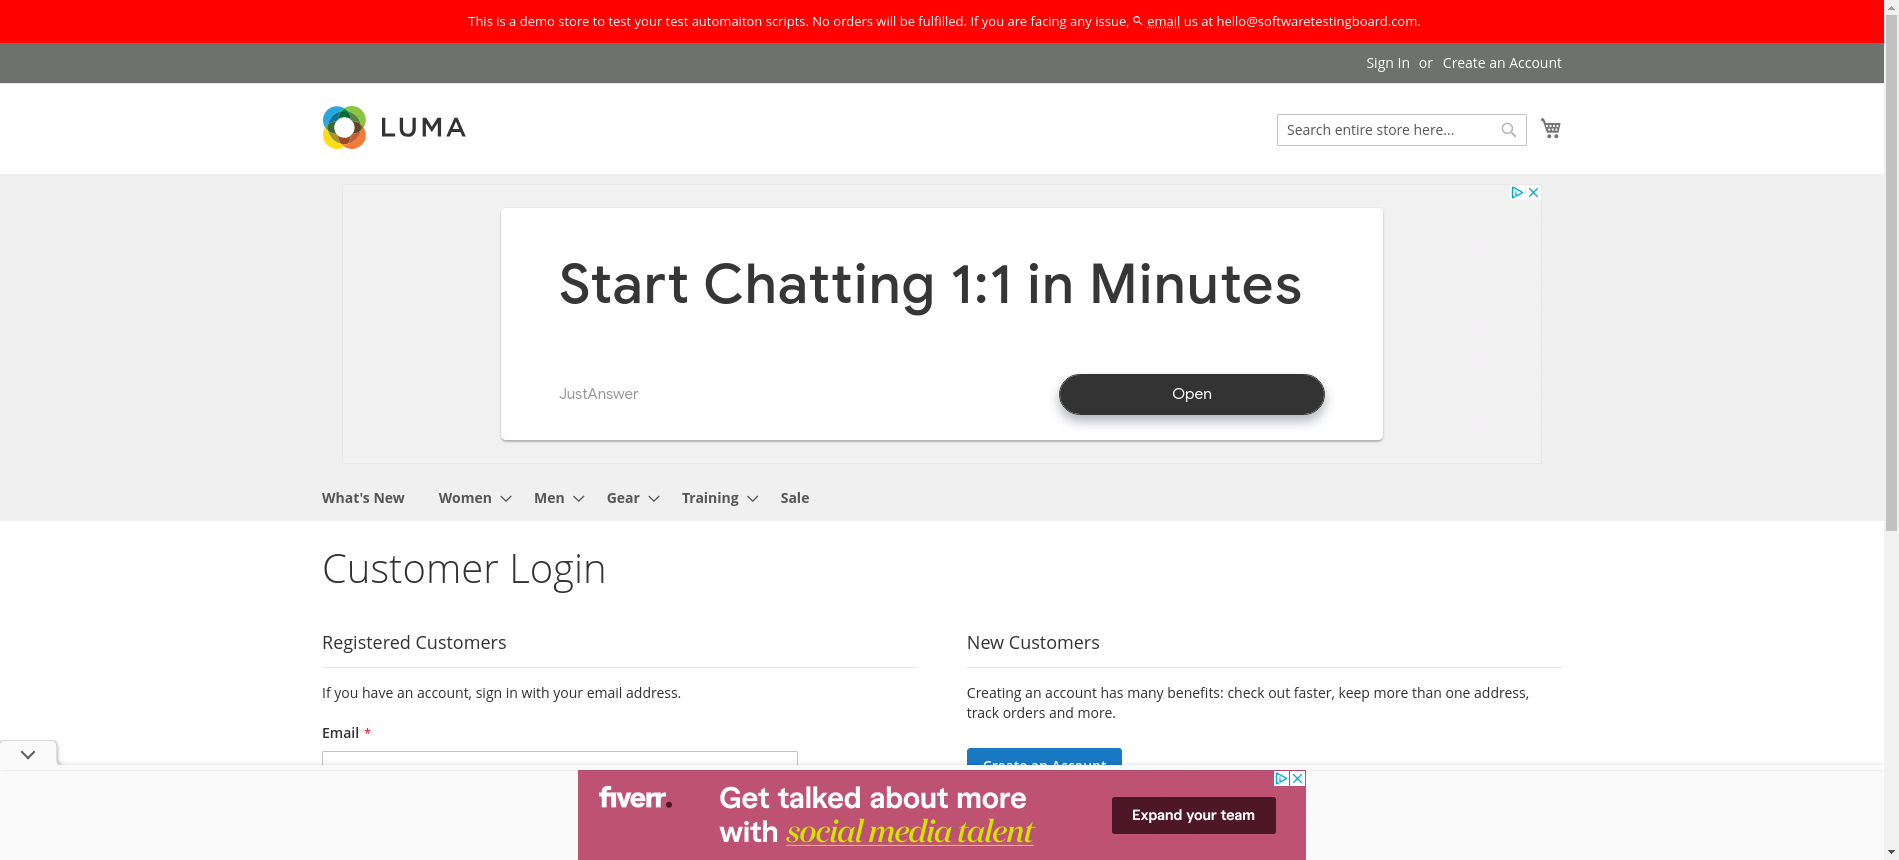 This is a demo store to test your test automaiton scripts. No orders will be fulfilled. If you are facing any issue, email us at hello@softwaretestingboard.com.
Sign In or Create an Account
LUMA
Search entire store here...
Start Chatting 1:1 in Minutes
JustAnswer
Open
What's New Women Men Gear Training Sale
Customer Login
Registered Customers
If you have an account, sign in with your email address.
Email *
New Customers
Creating an account has many benefits: check out faster, keep more than one address,
track orders and more.
Create an Account
fiverr.
Get talked about more
with social media talent
Expand your team